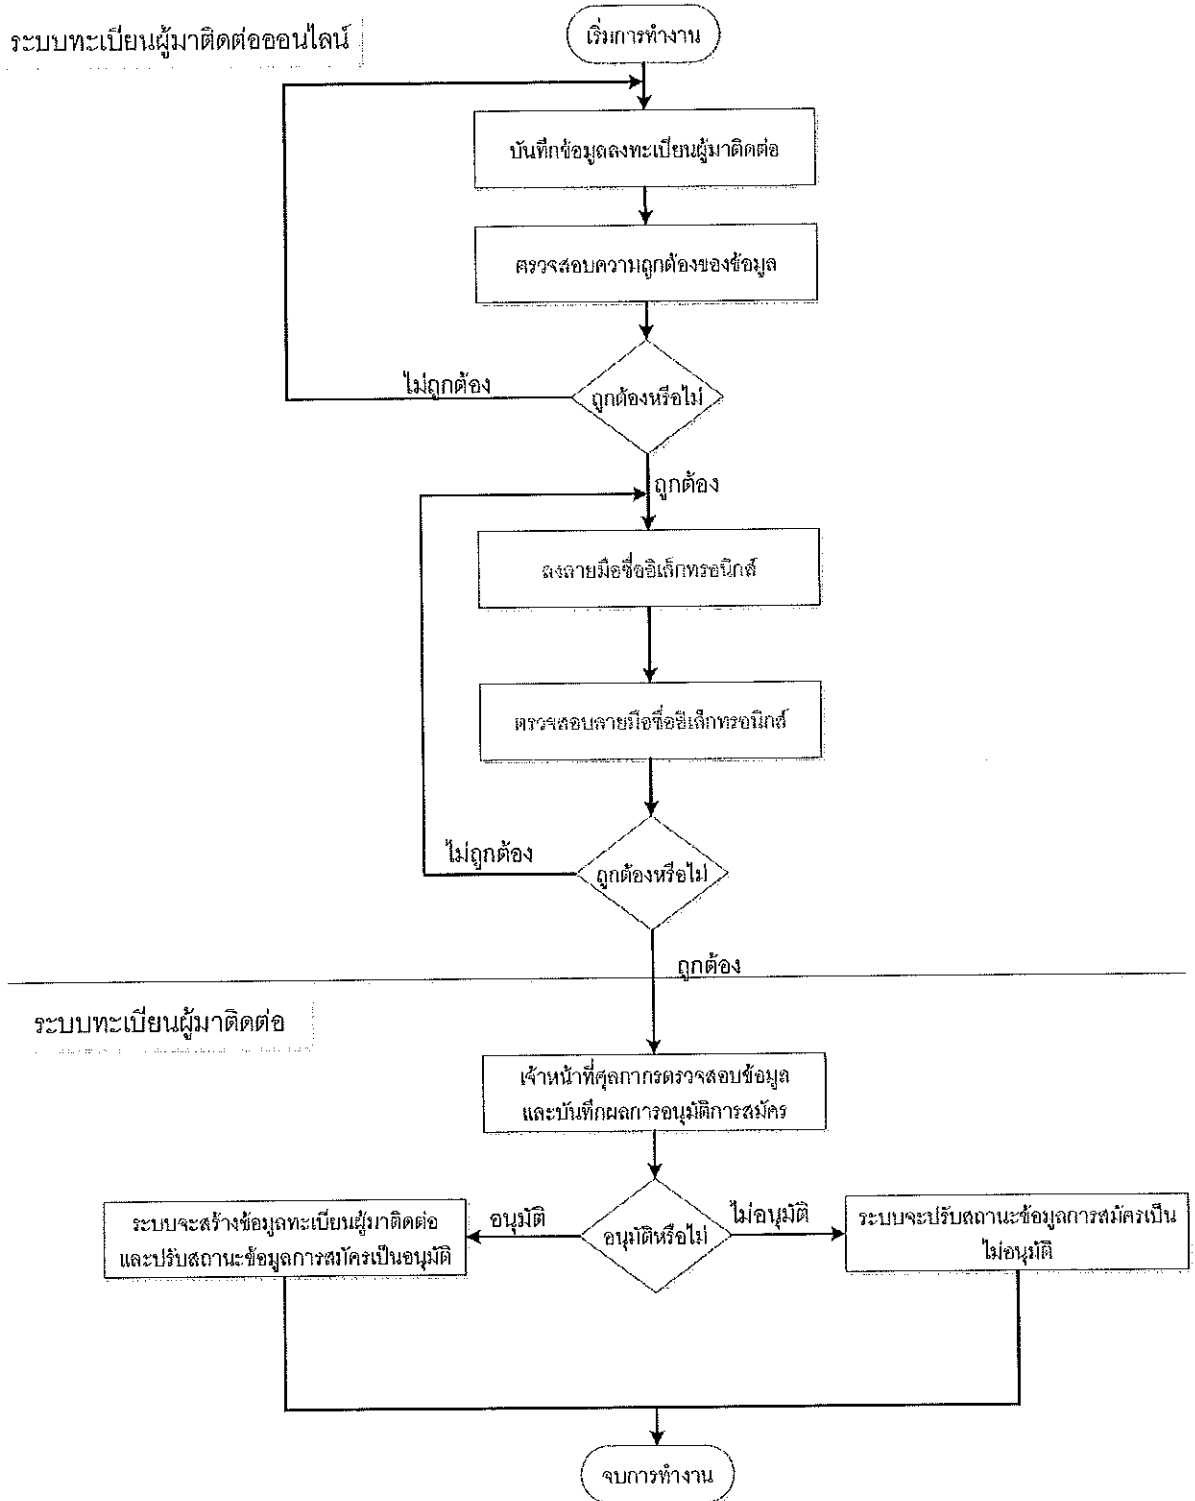 ระบบทะเบียนผู้มาติดต่อออนไลน์
เริ่มการทำงาน
บันทึกข้อมูลลงทะเบียนผู้มาติดต่อ
ตรวจสอบความถูกต้องของข้อมูล
ไม่ถูกต้อง
ถูกต้องหรือไม่
ถูกต้อง
ลงลายมือชื่ออิเล็กทรอนิกส์
ตรวจสอบลายมือชื่ออิเล็กทรอนิกส์
ไม่ถูกต้อง
ถูกต้องหรือไม่
ถูกต้อง
ระบบทะเบียนผู้มาติดต่อ
เจ้าหน้าที่ศุลกากรตรวจสอบข้อมูล
และบันทึกผลการอนุมัติการสมัคร
ระบบจะสร้างข้อมูลทะเบียนผู้มาติดต่อ
และปรับสถานะข้อมูลการสมัครเป็นอนุมัติ
อนุมัติ
อนุมัติหรือไม่
ไม่อนุมัติ
ระบบจะปรับสถานะข้อมูลการสมัครเป็น
ไม่อนุมัติ
จบการทำงาน